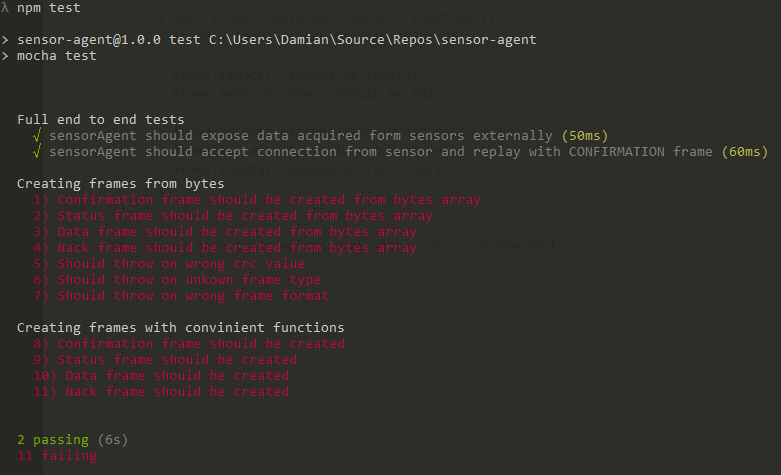 λ npm test
> sensor-agent@1.0.0 test C:\Users\Damian\Source\Repos\sensor-agent
> mocha test
Full end to end tests
√ sensorAgent should expose data acquired form sensors externally (50ms)
√ sensorAgent should accept connection from sensor and replay with CONFIRMATION frame (60ms)
Creating frames from bytes
1) Confirmation frame should be created from bytes array
2) Status frame should be created from bytes array
3) Data frame should be created from bytes array
4) Nack frame should be created from bytes array
5) Should throw on wrong crc value
6) Should throw on unkown frame type
7) Should throw on wrong frame format
Creating frames with convinient functions
8) Confirmation frame should be created
9) Status frame should be created
10) Data frame should be created
11) Nack frame should be created
2 passing (6s)
11 failing